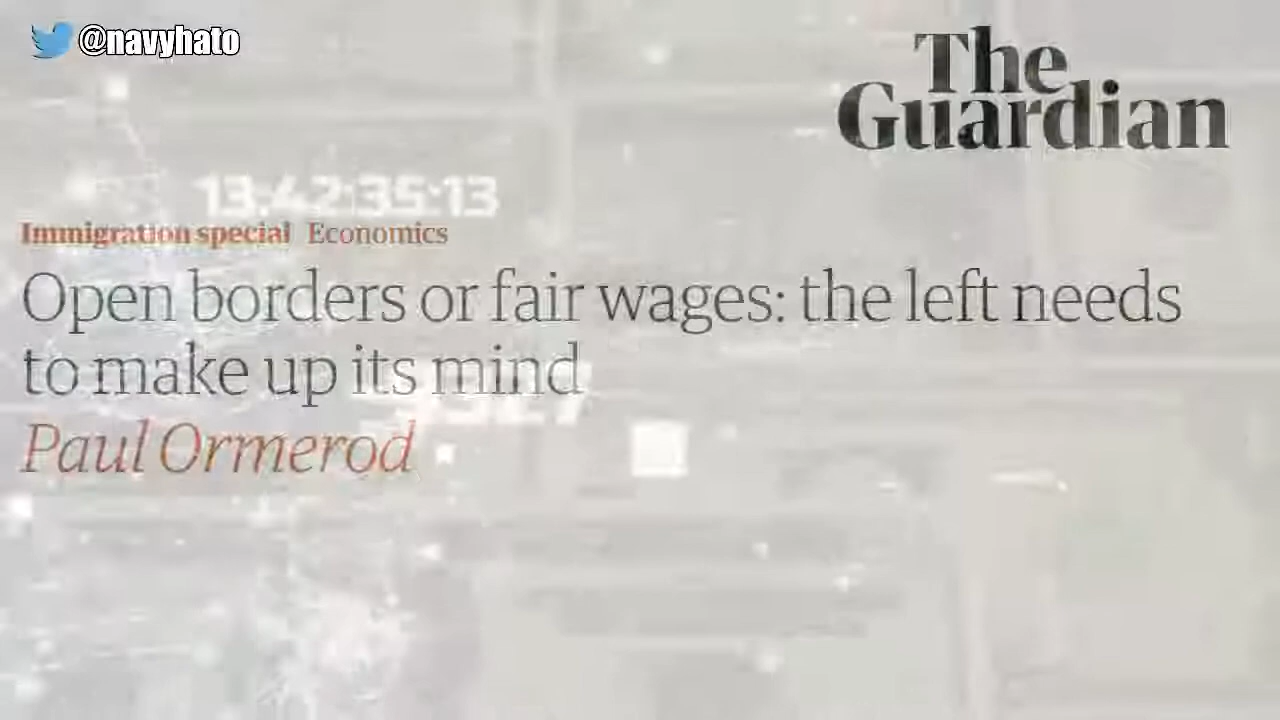 @navyhato
The
Guardian
13:42:35:13
Immigration special Economics
Open borders or fair wages: the left needs
to make up its mind
Paul Ormerod